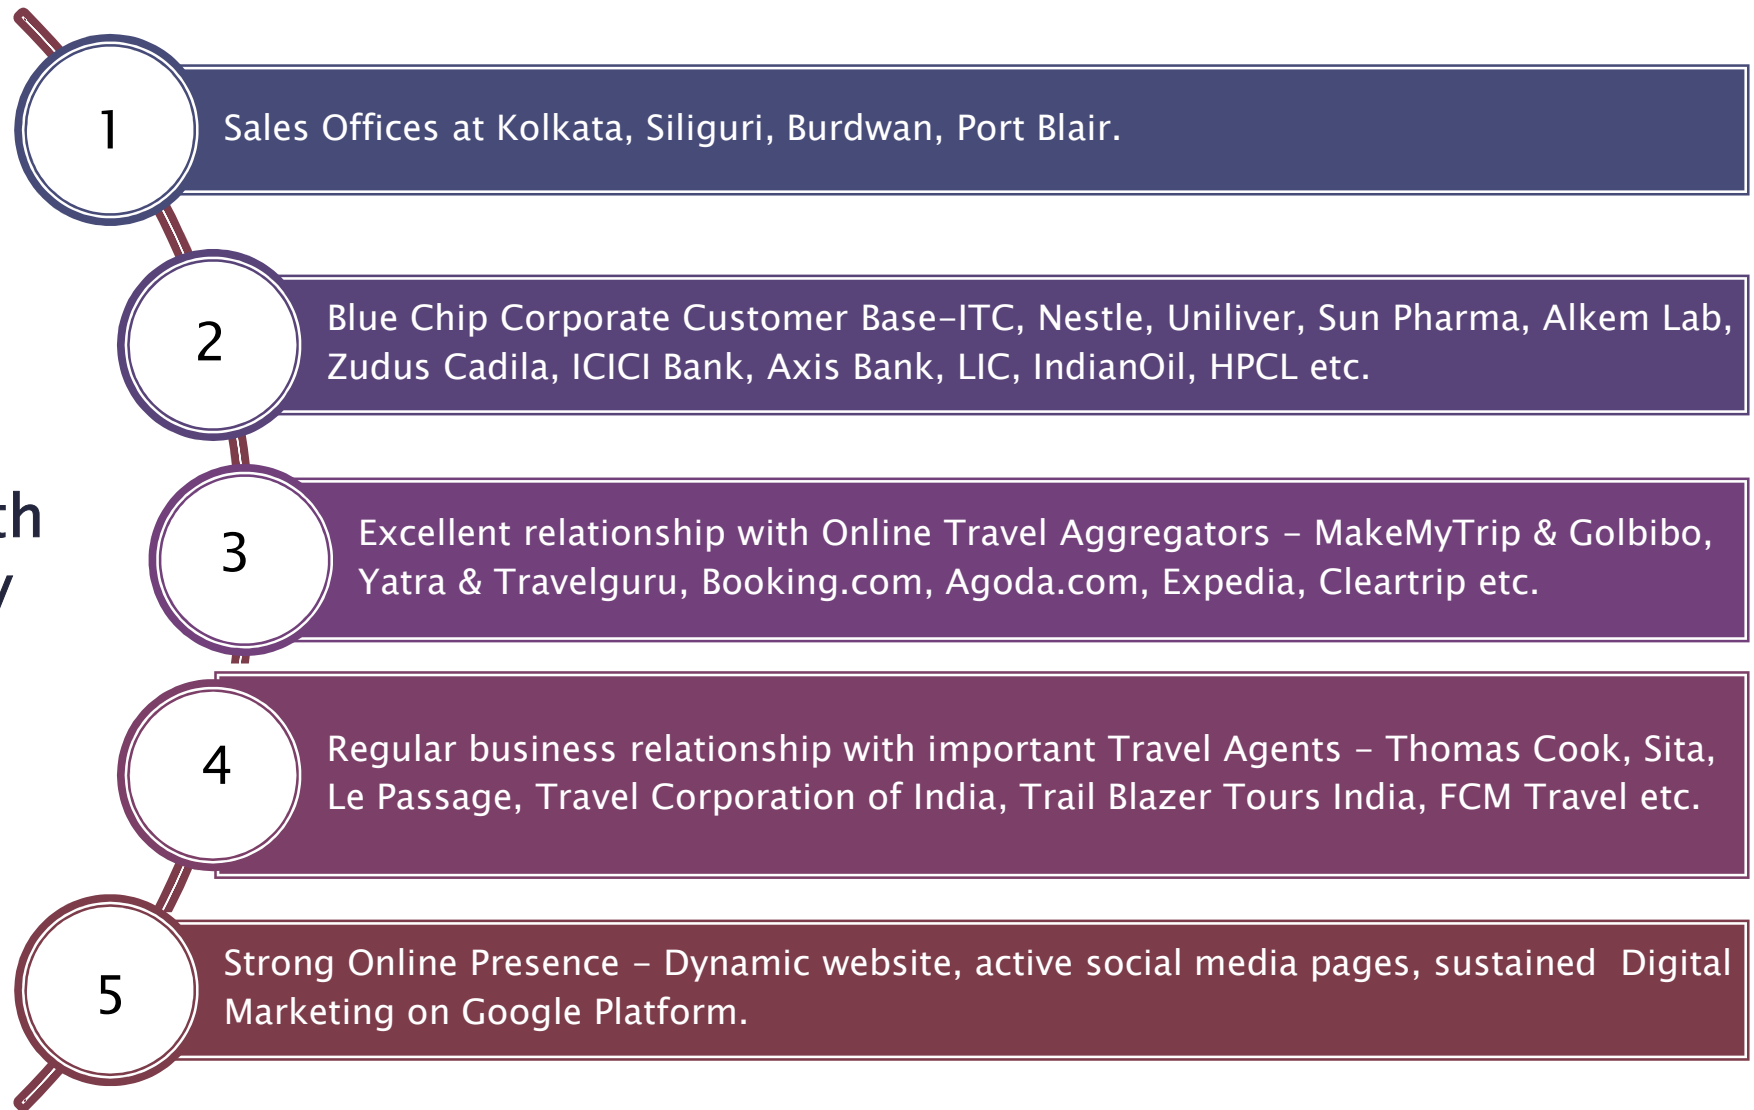 1
Sales Offices at Kolkata, Siliguri, Burdwan, Port Blair.
2
Blue Chip Corporate Customer Base-ITC, Nestle, Uniliver, Sun Pharma, Alkem Lab,
Zudus Cadila, ICICI Bank, Axis Bank, LIC, IndianOil, HPCL etc.
3
Excellent relationship with Online Travel Aggregators - MakeMyTrip & Golbibo,
Yatra & Travelguru, Booking.com, Agoda.com, Expedia, Cleartrip etc.
4
Regular business relationship with important Travel Agents - Thomas Cook, Sita,
Le Passage, Travel Corporation of India, Trail Blazer Tours India, FCM Travel etc.
5
Strong Online Presence - Dynamic website, active social media pages, sustained  Digital
Marketing on Google Platform.